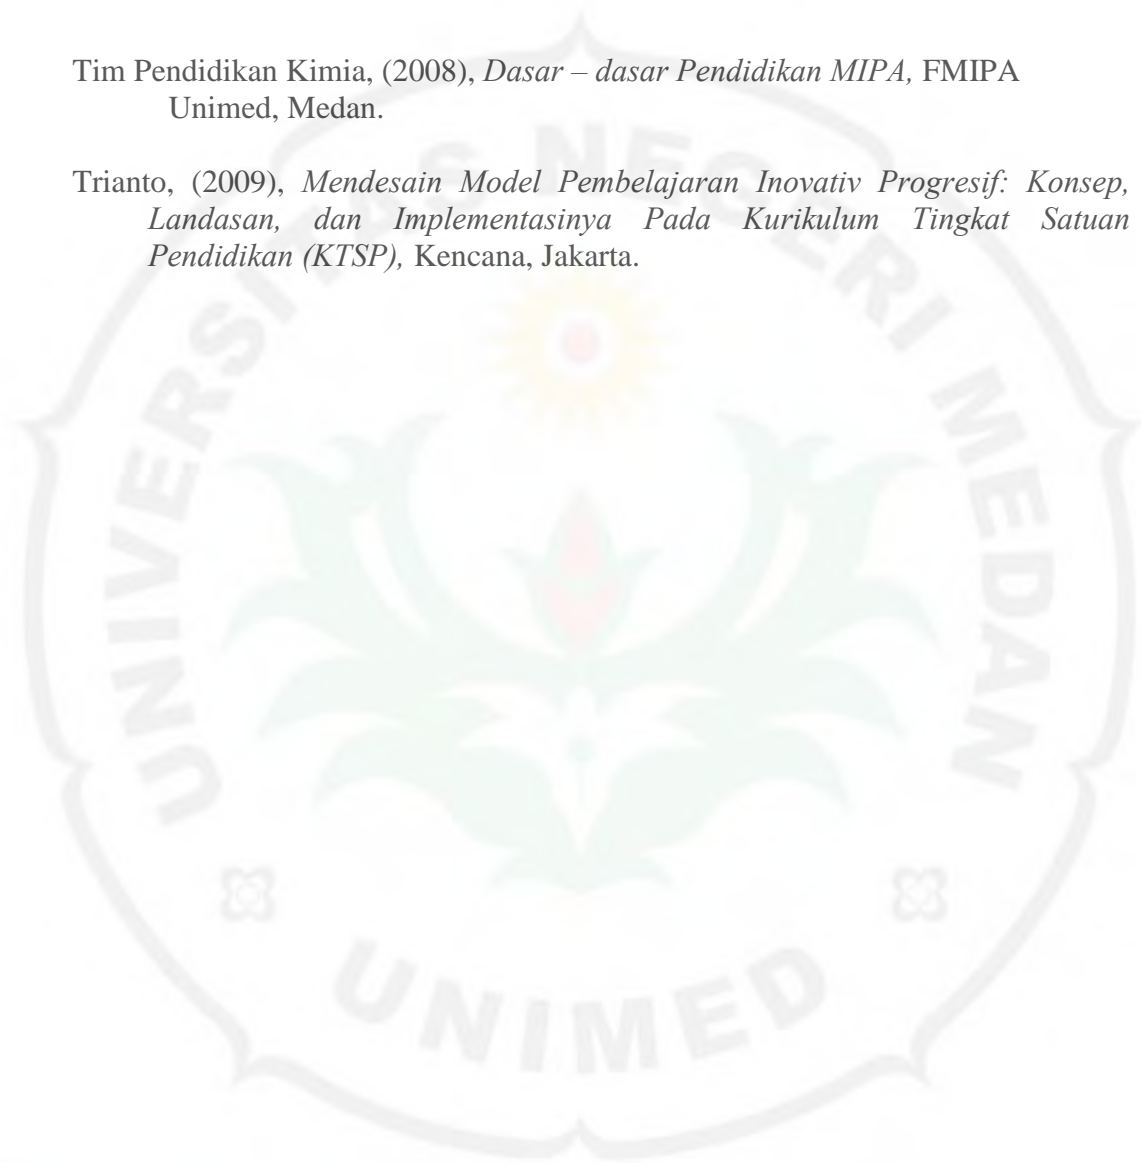 Tim Pendidikan Kimia, (2008), Dasar – dasar Pendidikan MIPA, FMIPA
Unimed, Medan.
Trianto, (2009), Mendesain Model Pembelajaran Inovativ Progresif: Konsep,
Landasan, dan Implementasinya Pada Kurikulum Tingkat Satuan
Pendidikan (KTSP), Kencana, Jakarta.
UNIVERSITAS NEGERI MEDAN
UNIMED